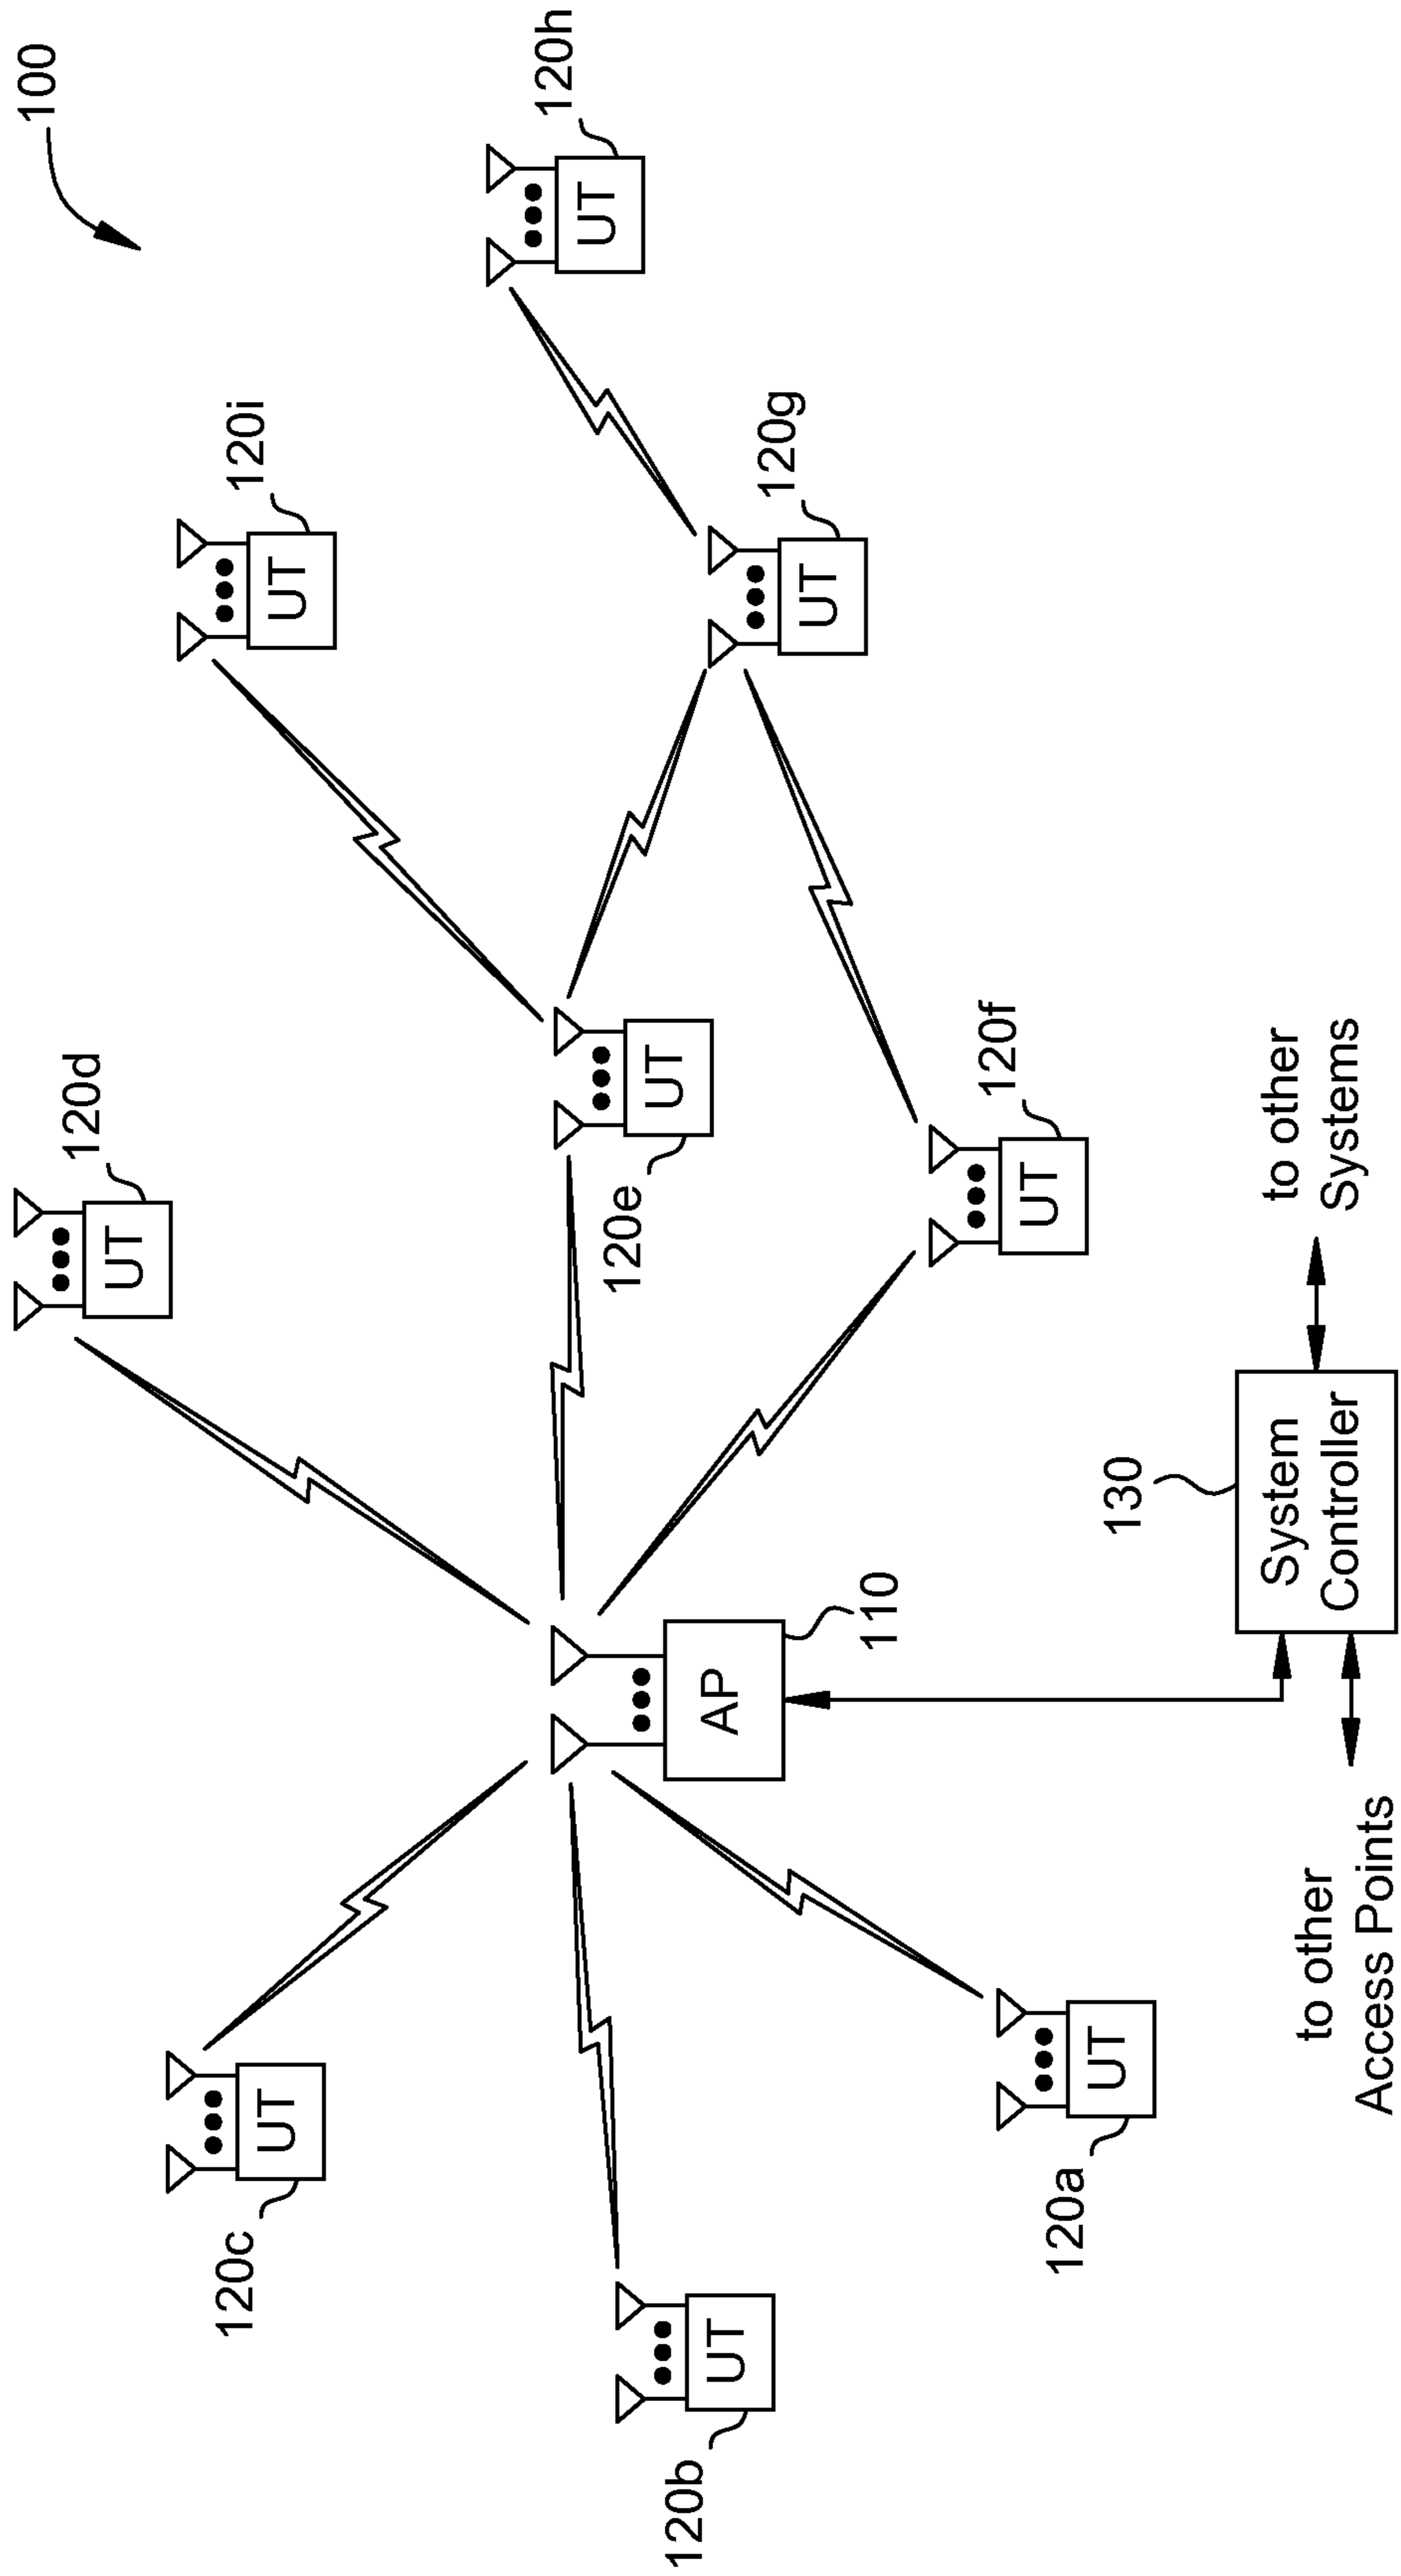 100
120d
UT
120i
UT
120c
UT
120h
UT
120e
UT
120b
UT
AP
110
120g
UT
120f
UT
120a
UT
130
System
Controller
to other
Systems
to other
Access Points